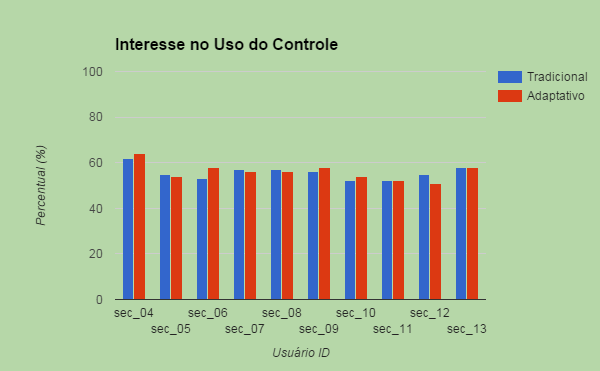 Interesse no Uso do Controle
100
80
60
40
20
0
Percentual (%)
Tradicional
Adaptativo
sec_04 sec_06 sec_08 sec_10 sec_12
sec_05 sec_07 sec_09 sec_11 sec_13
Usuário ID